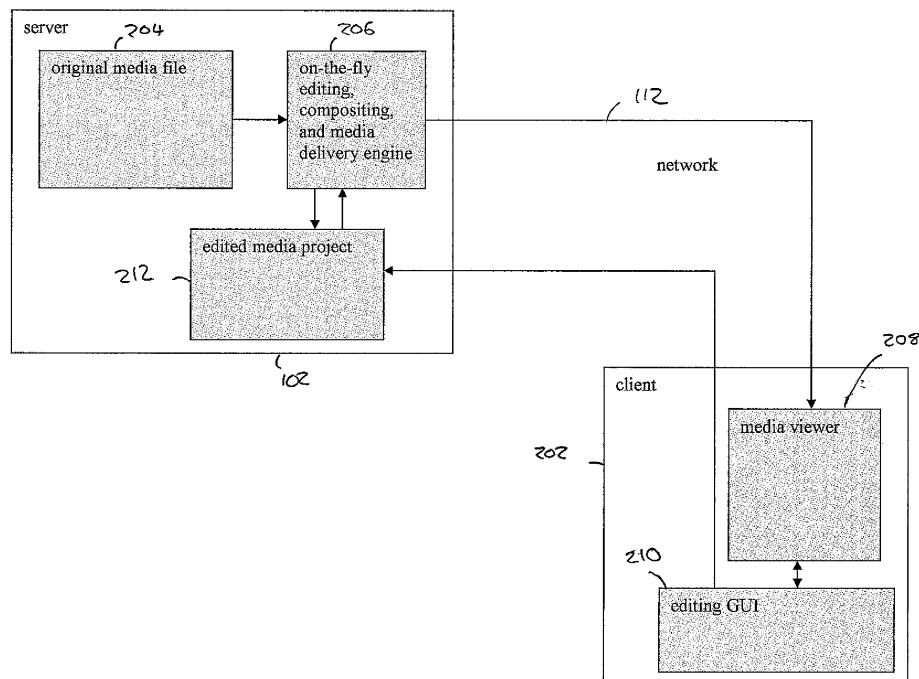 server
204
206
original media file
on-the-fly
editing,
compositing,
and media
delivery engine
112
network
edited media project
212
102
208
client
media viewer
202
210
editing GUI